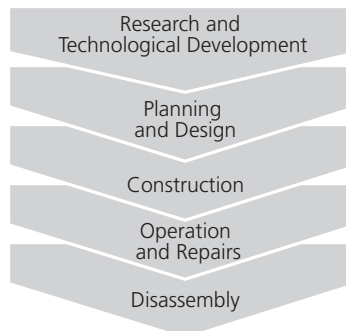 Research and
Technological Development
Planning
and Design
Construction
Operation
and Repairs
Disassembly